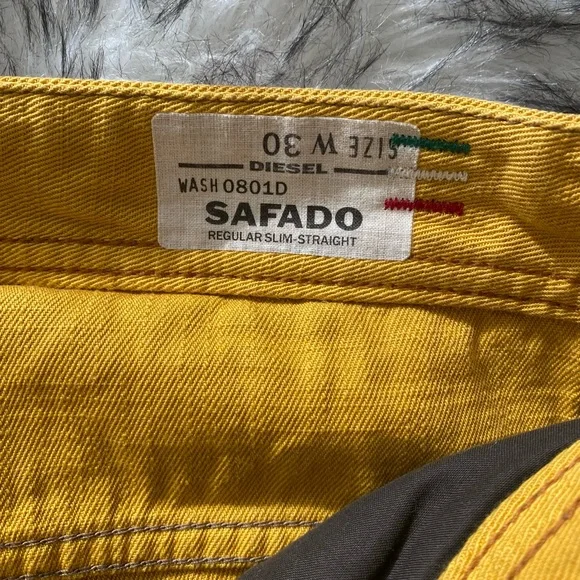 SIZE W 30
DIESEL
WASH 0801D
SAFADO
REGULAR SLIM-STRAIGHT